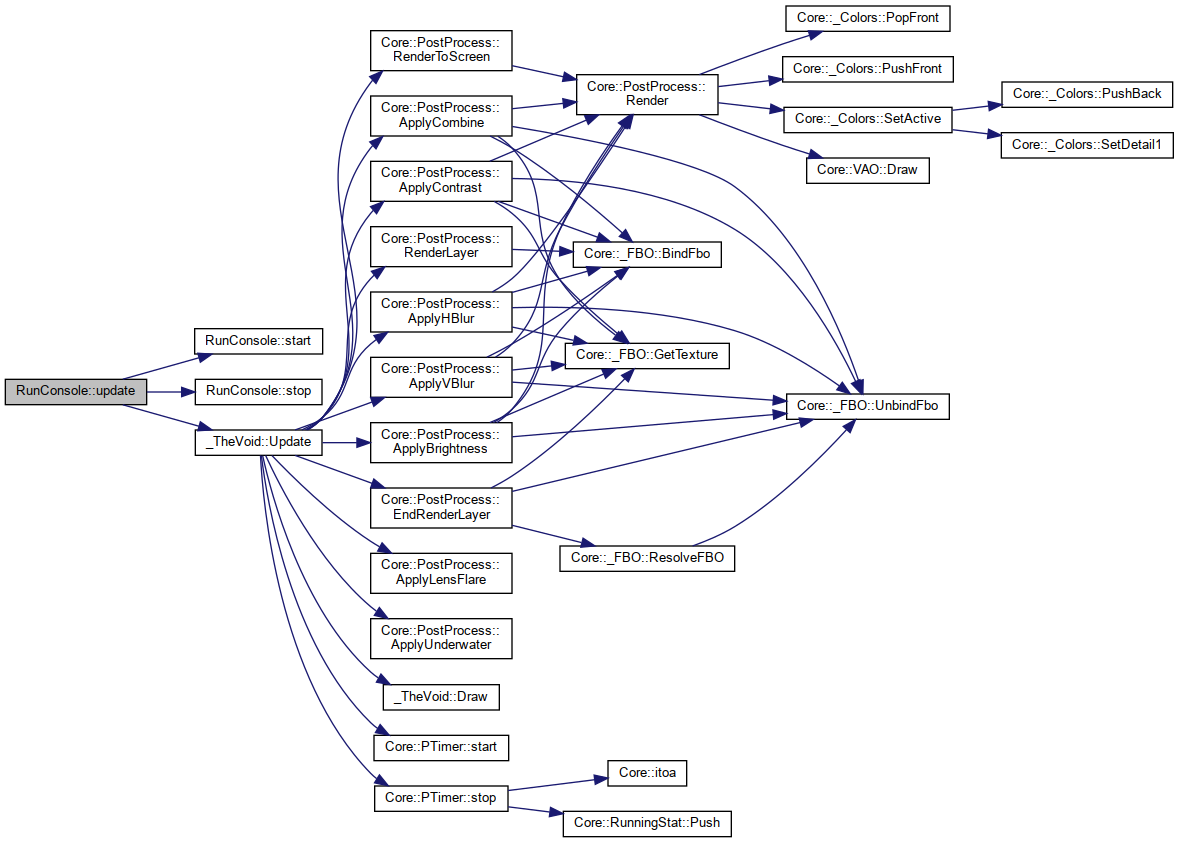 RunConsole::update
RunConsole::start
RunConsole::stop
_TheVoid::Update
Core::PostProcess::
RenderToScreen
Core::PostProcess::
ApplyCombine
Core::PostProcess::
ApplyContrast
Core::PostProcess::
RenderLayer
Core::PostProcess::
ApplyHBlur
Core::PostProcess::
ApplyVBlur
Core::PostProcess::
ApplyBrightness
Core::PostProcess::
EndRenderLayer
Core::PostProcess::
ApplyLensFlare
Core::PostProcess::
ApplyUnderwater
_TheVoid::Draw
Core::PTimer::start
Core::PTimer::stop
Core::PostProcess::
Render
Core::_FBO::BindFbo
Core::_FBO::GetTexture
Core::_FBO::ResolveFBO
Core::itoa
Core::RunningStat::Push
Core::_Colors::PopFront
Core::_Colors::PushFront
Core::_Colors::SetActive
Core::VAO::Draw
Core::_FBO::UnbindFbo
Core::_Colors::PushBack
Core::_Colors::SetDetail1